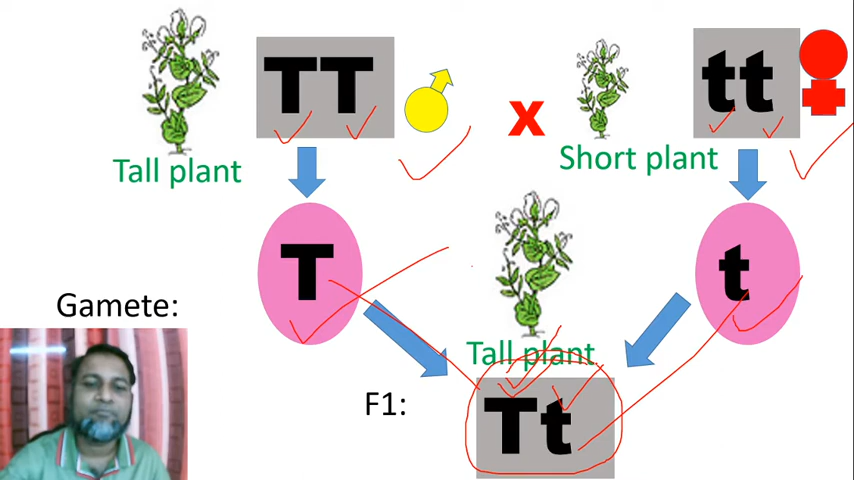 TT
x
tt
Tall plant
Short plant
T
t
Gamete:
Tall plant
F1:
Tt